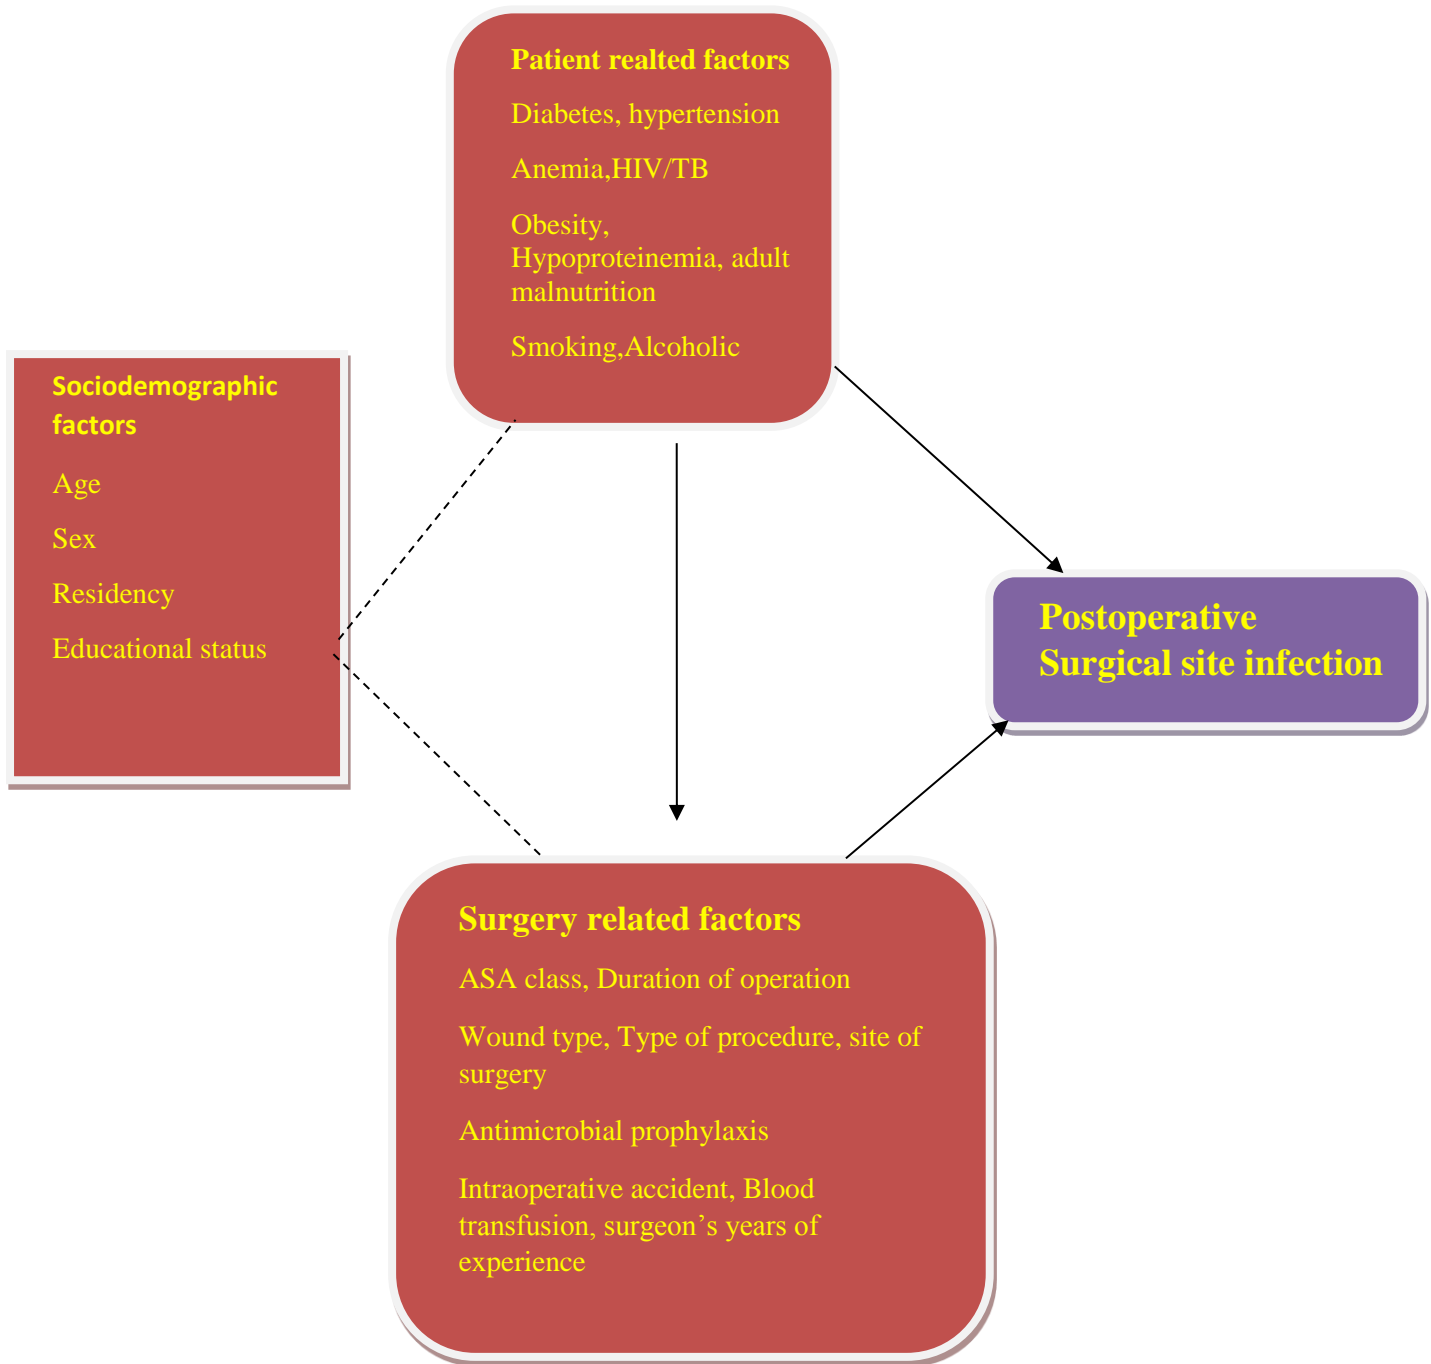 Patient realted factors
Diabetes, hypertension
Anemia,HIV/TB
Obesity,
Hypoproteinemia, adult
malnutrition
Smoking,Alcoholic
Sociodemographic
factors
Age
Sex
Residency
Educational status
Postoperative
Surgical site infection
Surgery related factors
ASA class, Duration of operation
Wound type, Type of procedure, site of
surgery
Antimicrobial prophylaxis
Intraoperative accident, Blood
transfusion, surgeon’s years of
experience